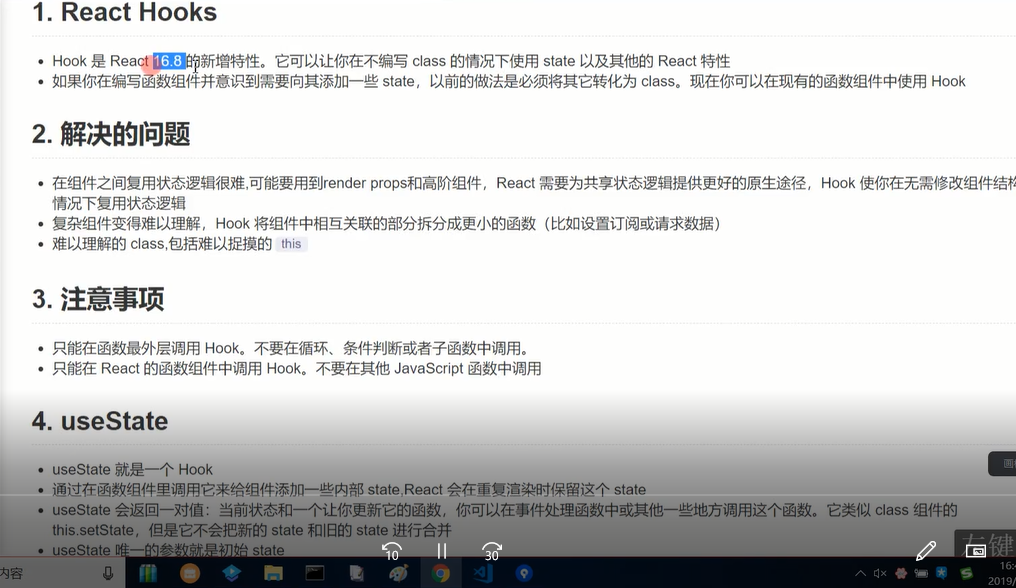 1. React Hooks
Hook 是 React 16.8 的新增特性。它可以让你在不编写 class 的情况下使用 state 以及其他的 React 特性
如果你在编写函数组件并意识到需要向其添加一些 state，以前的做法是必须将其它转化为 class。现在你可以在现有的函数组件中使用 Hook
2. 解决的问题
在组件之间复用状态逻辑很难,可能要用到render props和高阶组件，React 需要为共享状态逻辑提供更好的原生途径，Hook 使你在无需修改组件结构
情况下复用状态逻辑
复杂组件变得难以理解，Hook 将组件中相互关联的部分拆分成更小的函数（比如设置订阅或请求数据）
难以理解的 class,包括难以捉摸的 this
3. 注意事项
只能在函数最外层调用 Hook。不要在循环、条件判断或者子函数中调用。
只能在 React 的函数组件中调用 Hook。不要在其他 JavaScript 函数中调用
4. useState
useState 就是一个 Hook
通过在函数组件里调用它来给组件添加一些内部 state,React 会在重复渲染时保留这个 state
useState 会返回一对值：当前状态和一个让你更新它的函数，你可以在事件处理函数中或其他一些地方调用这个函数。它类似 class 组件的
this.setState，但是它不会把新的 state 和旧的 state 进行合并
useState 唯一的参数就是初始 state
10
30
左键
内容
16:
2019